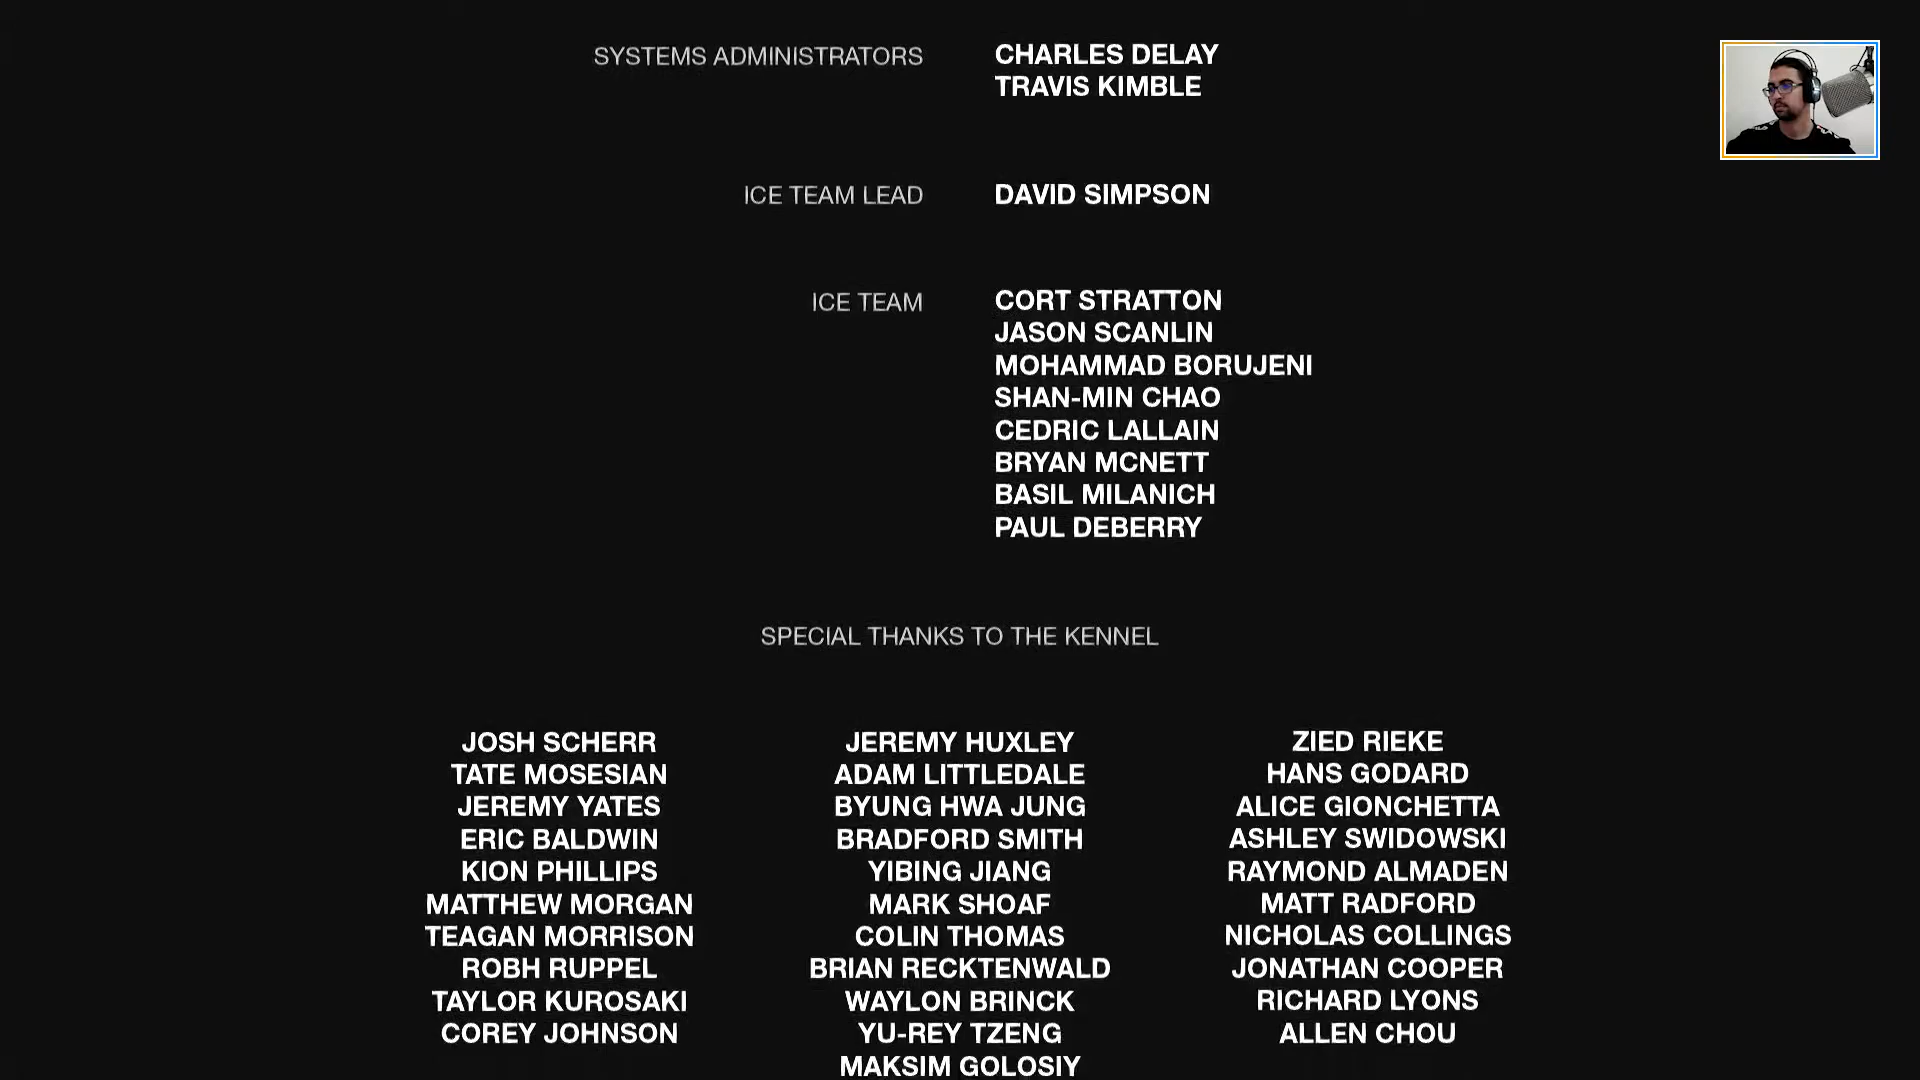 SYSTEMS ADMINISTRATORS CHARLES DELAY
TRAVIS KIMBLE
ICE TEAM LEAD DAVID SIMPSON
ICE TEAM CORT STRATTON
JASON SCANLIN
MOHAMMAD BORUJENI
SHAN-MIN CHAO
CEDRIC LALLAIN
BRYAN MCNETT
BASIL MILANICH
PAUL DEBERRY
SPECIAL THANKS TO THE KENNEL
JOSH SCHERR
TATE MOSESIAN
JEREMY YATES
ERIC BALDWIN
KION PHILLIPS
MATTHEW MORGAN
TEAGAN MORRISON
ROBH RUPPEL
TAYLOR KUROSAKI
COREY JOHNSON
JEREMY HUXLEY
ADAM LITTLEDALE
BYUNG HWA JUNG
BRADFORD SMITH
YIBING JIANG
MARK SHOAF
COLIN THOMAS
BRIAN RECKTENWALD
WAYLON BRINCK
YU-REY TZENG
MAKSIM GOLOSIY
ZIED RIEKE
HANS GODARD
ALICE GIONCHETTA
ASHLEY SWIDOWSKI
RAYMOND ALMADEN
MATT RADFORD
NICHOLAS COLLINGS
JONATHAN COOPER
RICHARD LYONS
ALLEN CHOU